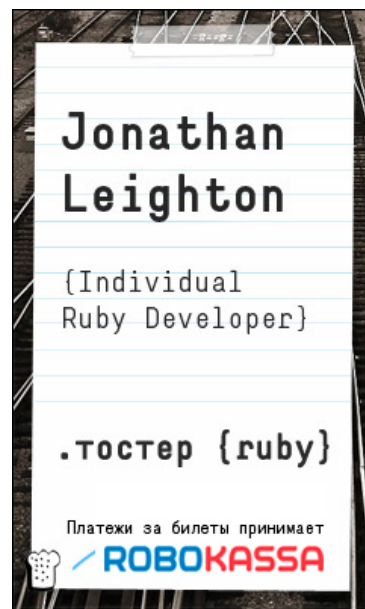 Jonathan
Leighton
{Individual
Ruby Developer}
.тостер {ruby}
Платежи за билеты принимает
ROBOKASSA